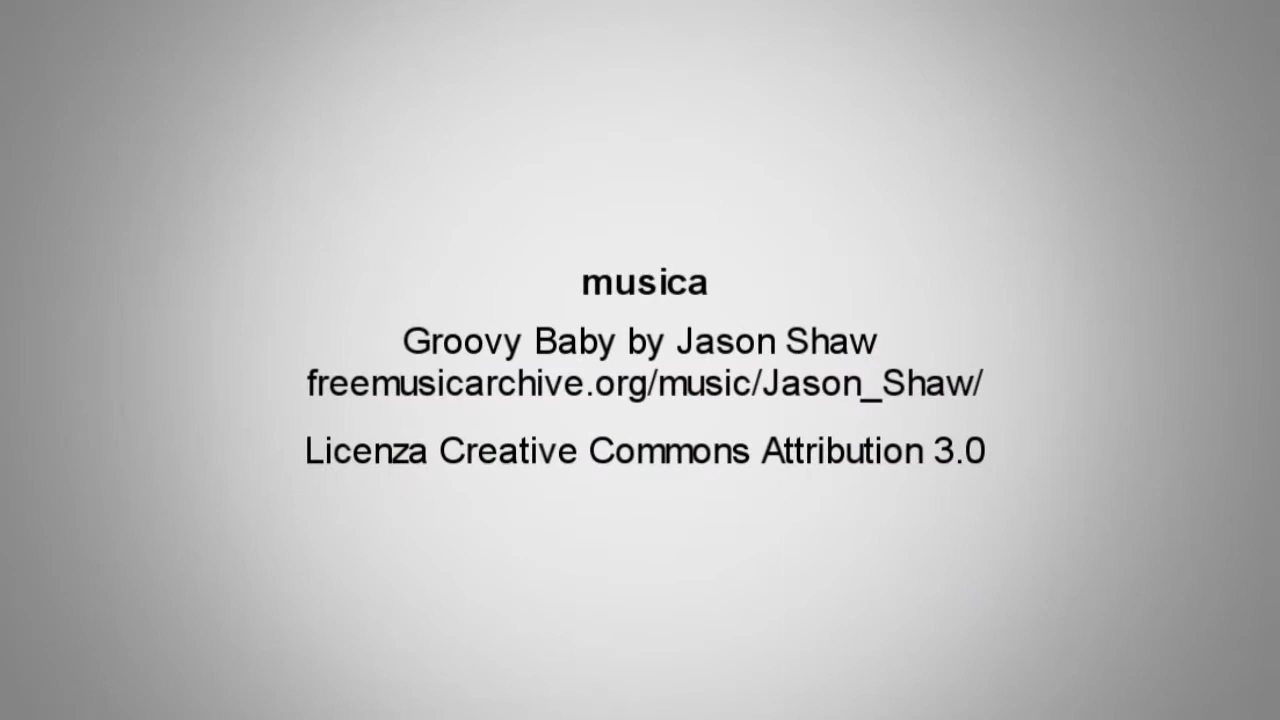 musica
Groovy Baby by Jason Shaw
freemusicarchive.org/music/Jason_Shaw/
Licenza Creative Commons Attribution 3.0